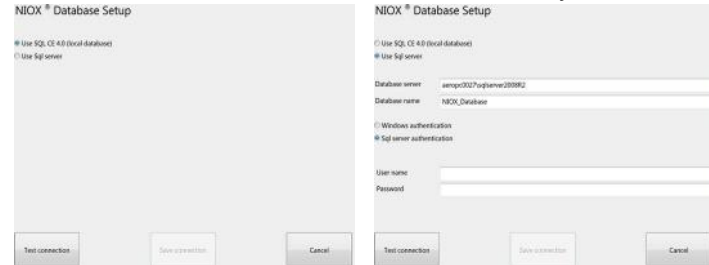 NIOX ® Database Setup
Use SQL CE 4.0 (local database)
Use Sql server
Test connection
Save connection
Cancel
NIOX ® Database Setup
Use SQL CE 4.0 (local database)
Use Sql server
Database server aeropc0027\sqlserver2008R2
Database name NIOX_Database
Windows authentication
Sql server authentication
User name
Password
Test connection
Save connection
Cancel